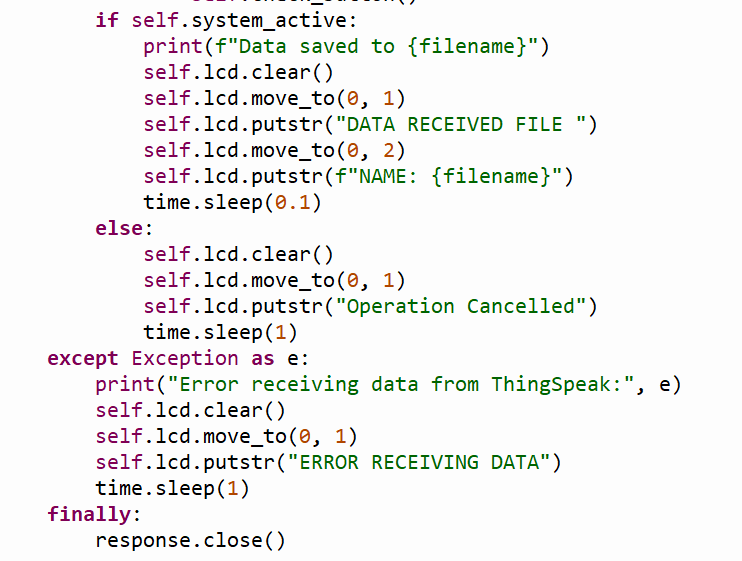 if self.system_active:
print(f"Data saved to {filename}")
self.lcd.clear()
self.lcd.move_to(0, 1)
self.lcd.putstr("DATA RECEIVED FILE ")
self.lcd.move_to(0, 2)
self.lcd.putstr(f"NAME: {filename}")
time.sleep(0.1)
else:
self.lcd.clear()
self.lcd.move_to(0, 1)
self.lcd.putstr("Operation Cancelled")
time.sleep(1)
except Exception as e:
print("Error receiving data from ThingSpeak:", e)
self.lcd.clear()
self.lcd.move_to(0, 1)
self.lcd.putstr("ERROR RECEIVING DATA")
time.sleep(1)
finally:
response.close()